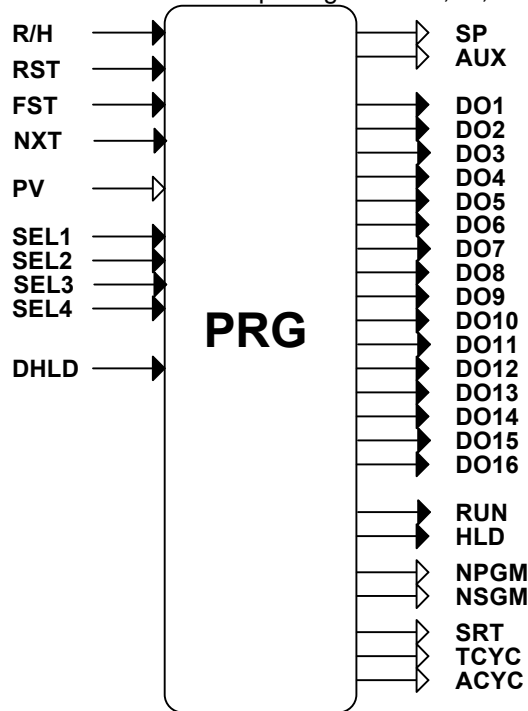 R/H
RST
FST
NXT
PV
SEL1
SEL2
SEL3
SEL4
DHLD
PRG
SP
AUX
DO1
DO2
DO3
DO4
DO5
DO6
DO7
DO8
DO9
DO10
DO11
DO12
DO13
DO14
DO15
DO16
RUN
HLD
NPGM
NSGM
SRT
TCYC
ACYC